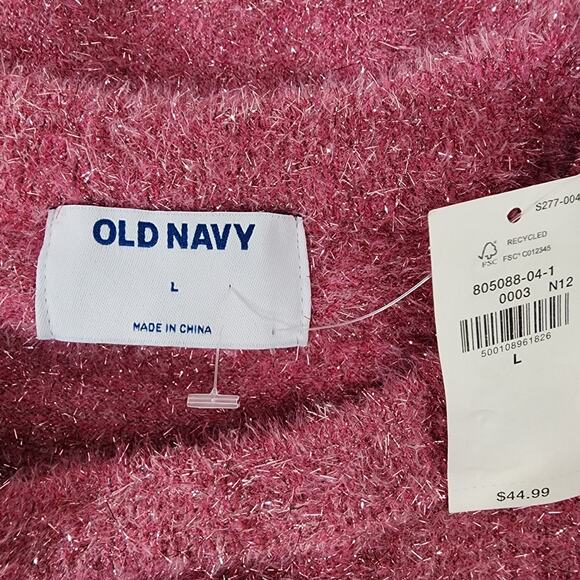 OLD NAVY
L
MADE IN CHINA
S277-004
RECYCLED
FSC® C012345
FSC
805088-04-1
0003 N12
500108961826
L
$44.99